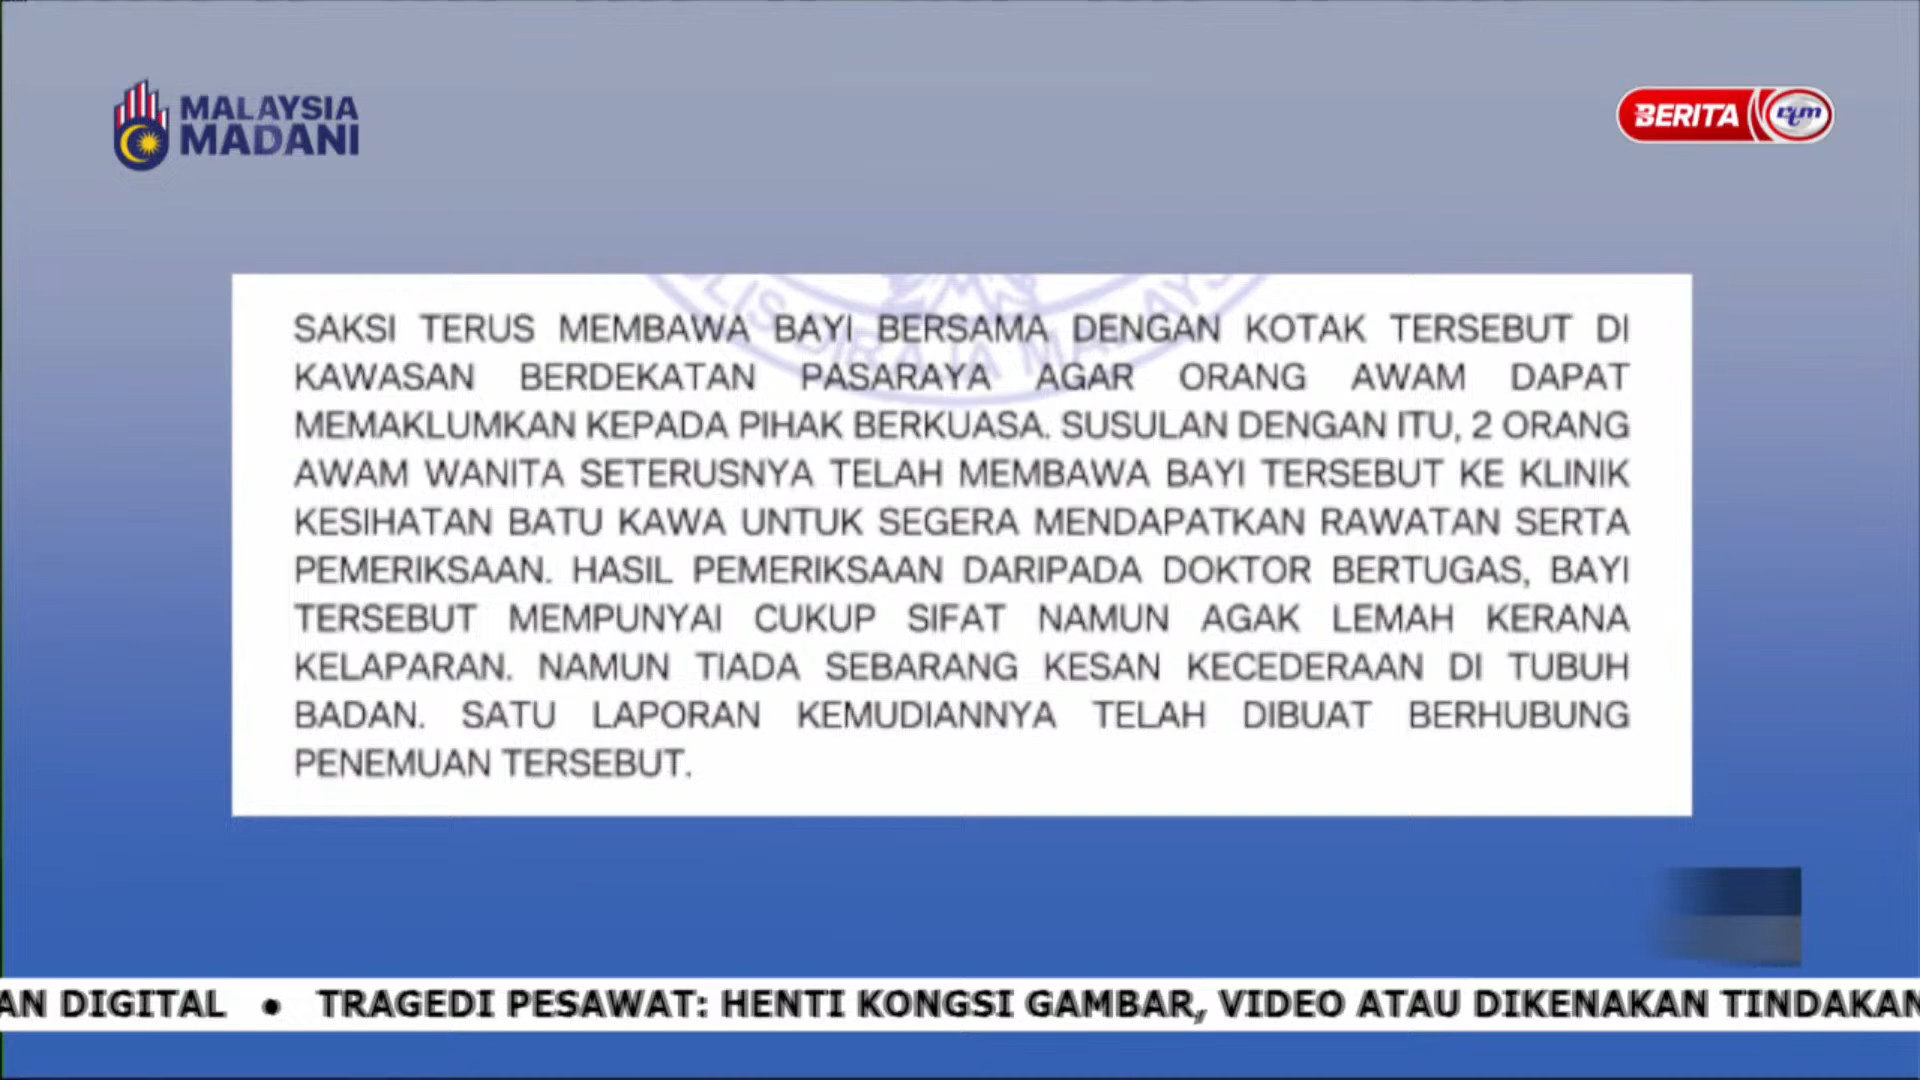 MALAYSIA
MADANI
BERITA rtm
POLIS DIRAJA MALAYSIA
SAKSI TERUS MEMBAWA BAYI BERSAMA DENGAN KOTAK TERSEBUT DI
KAWASAN BERDEKATAN PASARAYA AGAR ORANG AWAM DAPAT
MEMAKLUMKAN KEPADA PIHAK BERKUASA. SUSULAN DENGAN ITU, 2 ORANG
AWAM WANITA SETERUSNYA TELAH MEMBAWA BAYI TERSEBUT KE KLINIK
KESIHATAN BATU KAWA UNTUK SEGERA MENDAPATKAN RAWATAN SERTA
PEMERIKSAAN. HASIL PEMERIKSAAN DARIPADA DOKTOR BERTUGAS, BAYI
TERSEBUT MEMPUNYAI CUKUP SIFAT NAMUN AGAK LEMAH KERANA
KELAPARAN. NAMUN TIADA SEBARANG KESAN KECEDERAAN DI TUBUH
BADAN. SATU LAPORAN KEMUDIANNYA TELAH DIBUAT BERHUBUNG
PENEMUAN TERSEBUT.
AN DIGITAL • TRAGEDI PESAWAT: HENTI KONGSI GAMBAR, VIDEO ATAU DIKENAKAN TINDAKAN